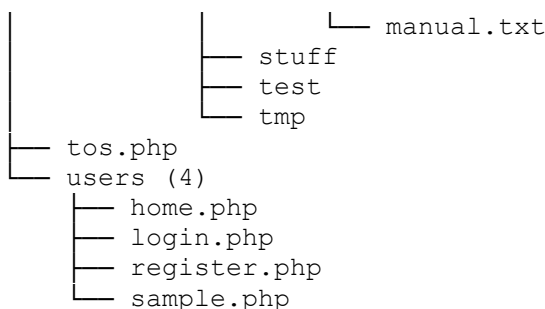 │           │       └── manual.txt
│           ├── stuff
│           ├── test
│           └── tmp
├── tos.php
└── users (4)
    ├── home.php
    ├── login.php
    ├── register.php
    └── sample.php